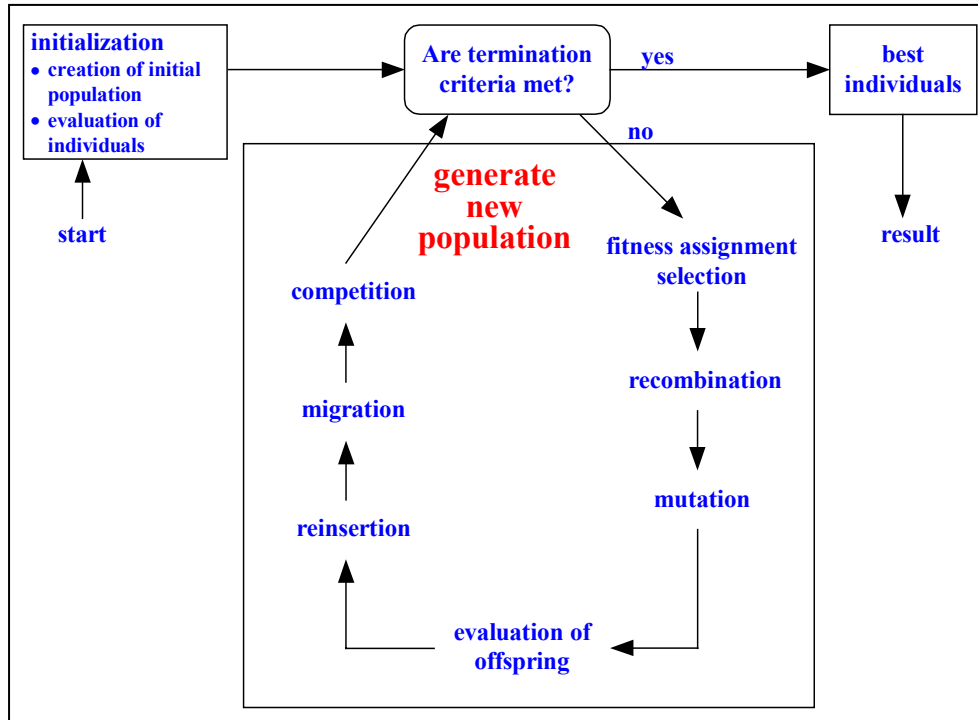 initialization
• creation of initial
population
• evaluation of
individuals
start
Are termination
criteria met?
yes
best
individuals
result
no
generate
new
population
fitness assignment
selection
recombination
mutation
evaluation of
offspring
reinsertion
migration
competition